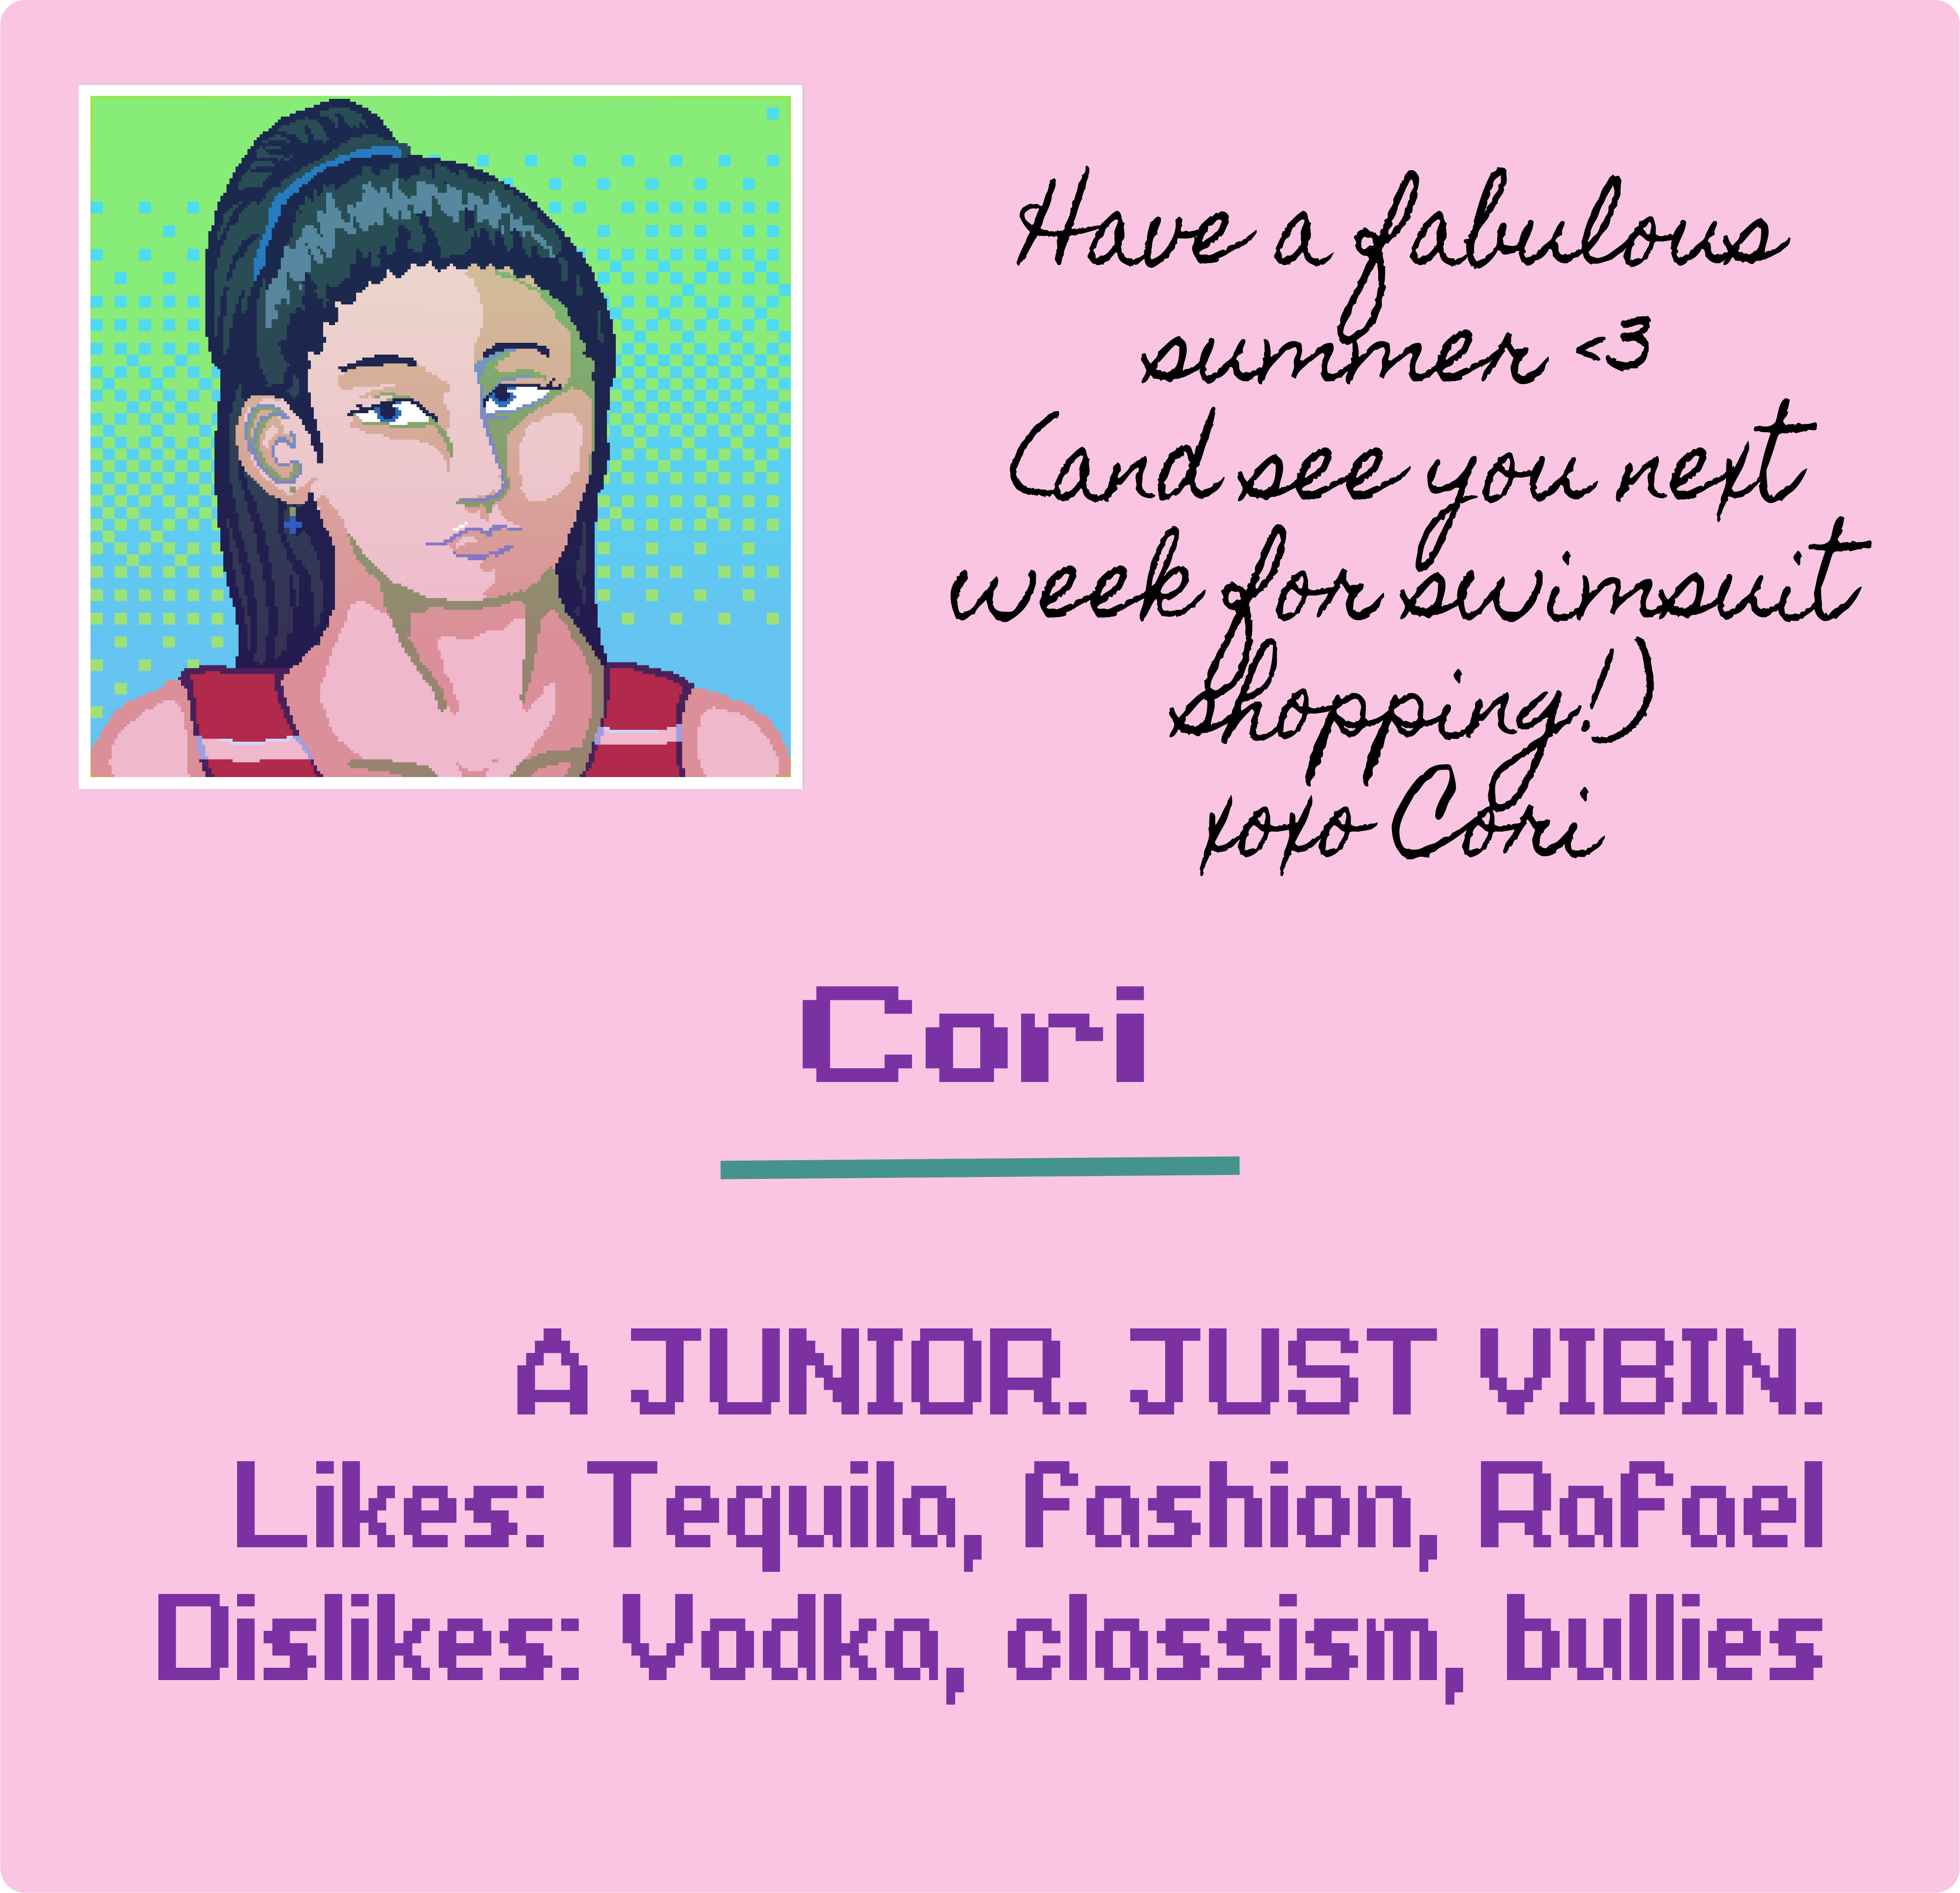 Have a fabulous
summer <3
(and see you next
week for swimsuit
shopping!)
xoxo Cori
Cori
A JUNIOR. JUST VIBIN.
Likes: Tequila, fashion, Rafael
Dislikes: Vodka, classism, bullies